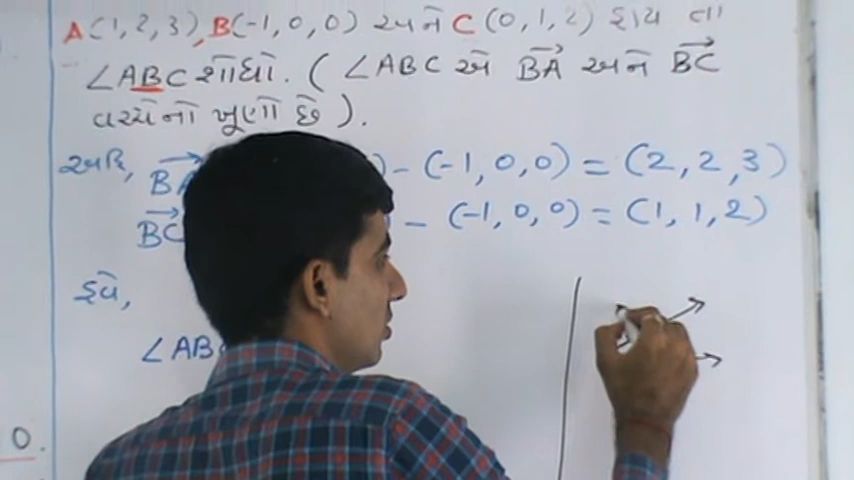 A(1,2,3), B(-1,0,0) અને C(0,1,2) હોય તો
∠ABC શોધો. (∠ABC એ BA→ અને BC→
વચ્ચેનો ખૂણો છે).
અહીં, BA ) - (-1,0,0) = (2,2,3)
BC→ - (-1,0,0) = (1,1,2)
હવે,
∠AB
0.